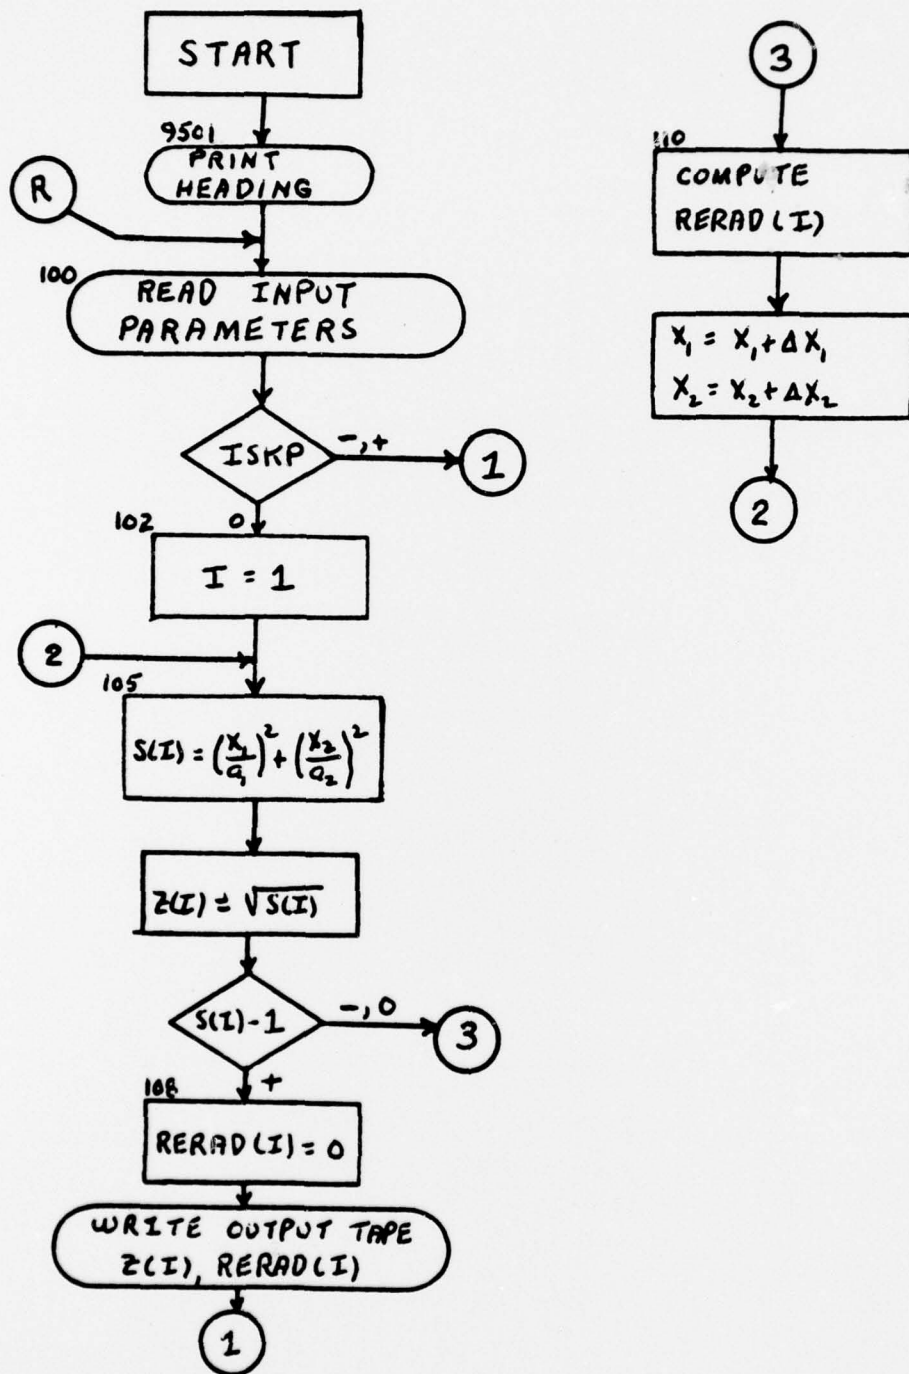 START
9501
PRINT
HEADING
R
100
READ INPUT
PARAMETERS
ISKP
-,+
1
0
102
I = 1
2
105
S(I) = (X₁/a₁)² + (X₂/a₂)²
Z(I) = √S(I)
S(I)-1
-,0
3
+
108
RERAD(I) = 0
WRITE OUTPUT TAPE
Z(I), RERAD(I)
1
3
110
COMPUTE
RERAD(I)
X₁ = X₁ + ΔX₁
X₂ = X₂ + ΔX₂
2